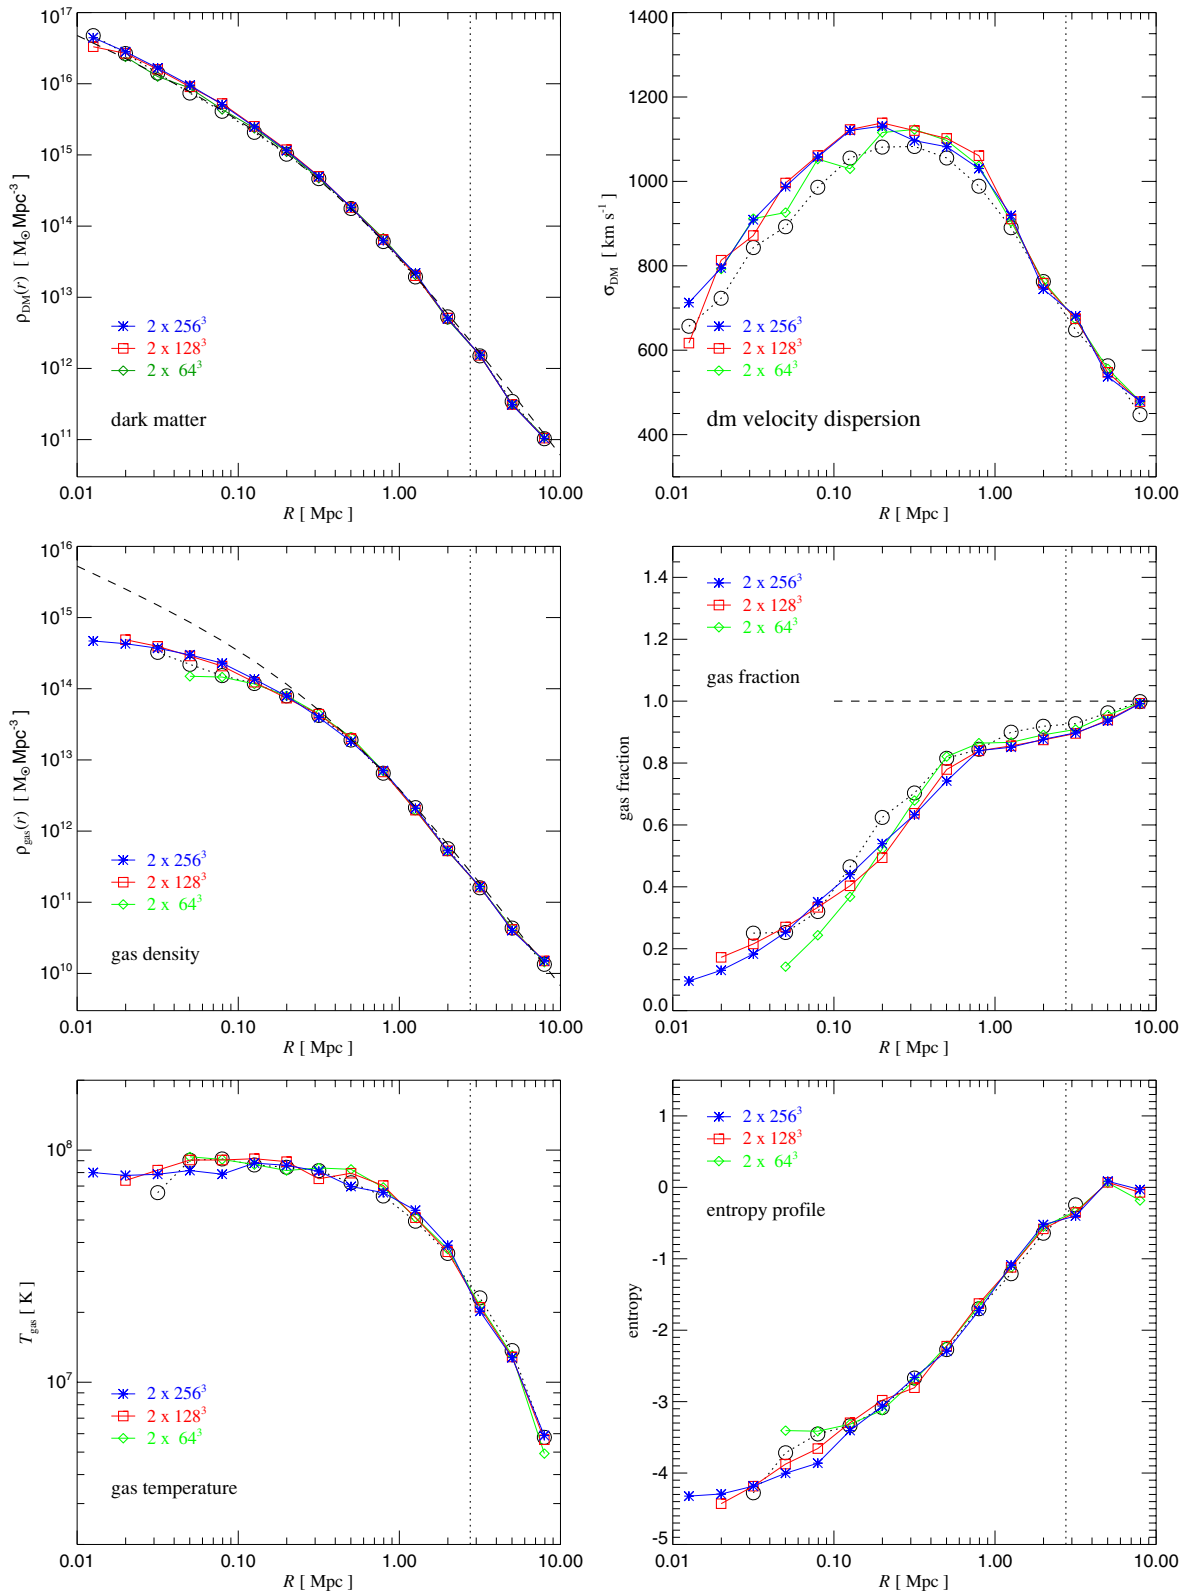 10^17
10^16
10^15
10^14
10^13
10^12
10^11
ρ_DM(r) [ M⊙Mpc^-3 ]
2 x 256^3
2 x 128^3
2 x 64^3
dark matter
0.01 0.10 1.00 10.00
R [ Mpc ]
1400
1200
1000
800
600
400
σ_DM [ km s^-1 ]
2 x 256^3
2 x 128^3
2 x 64^3
dm velocity dispersion
0.01 0.10 1.00 10.00
R [ Mpc ]
10^16
10^15
10^14
10^13
10^12
10^11
10^10
ρ_gas(r) [ M⊙Mpc^-3 ]
2 x 256^3
2 x 128^3
2 x 64^3
gas density
0.01 0.10 1.00 10.00
R [ Mpc ]
1.4
1.2
1.0
0.8
0.6
0.4
0.2
0.0
gas fraction
2 x 256^3
2 x 128^3
2 x 64^3
gas fraction
0.01 0.10 1.00 10.00
R [ Mpc ]
10^8
10^7
T_gas [ K ]
2 x 256^3
2 x 128^3
2 x 64^3
gas temperature
0.01 0.10 1.00 10.00
R [ Mpc ]
1
0
-1
-2
-3
-4
-5
entropy
2 x 256^3
2 x 128^3
2 x 64^3
entropy profile
0.01 0.10 1.00 10.00
R [ Mpc ]